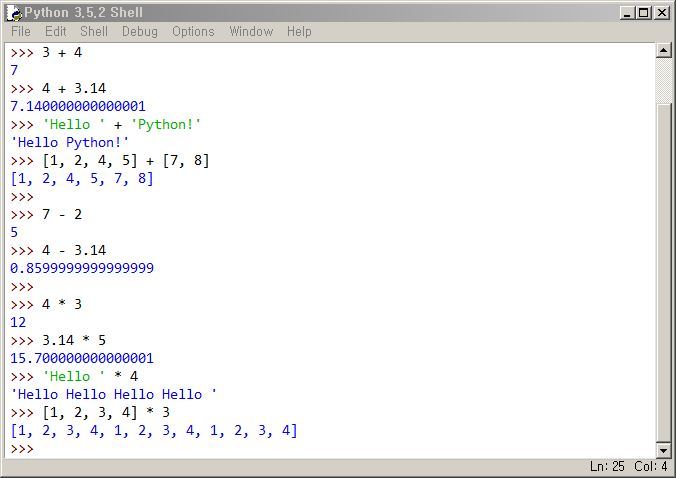 Python 3.5.2 Shell
File Edit Shell Debug Options Window Help
>>> 3 + 4
7
>>> 4 + 3.14
7.140000000000001
>>> 'Hello ' + 'Python!'
'Hello Python!'
>>> [1, 2, 4, 5] + [7, 8]
[1, 2, 4, 5, 7, 8]
>>>
>>> 7 - 2
5
>>> 4 - 3.14
0.8599999999999999
>>>
>>> 4 * 3
12
>>> 3.14 * 5
15.700000000000001
>>> 'Hello ' * 4
'Hello Hello Hello Hello '
>>> [1, 2, 3, 4] * 3
[1, 2, 3, 4, 1, 2, 3, 4, 1, 2, 3, 4]
>>>
Ln: 25 Col: 4